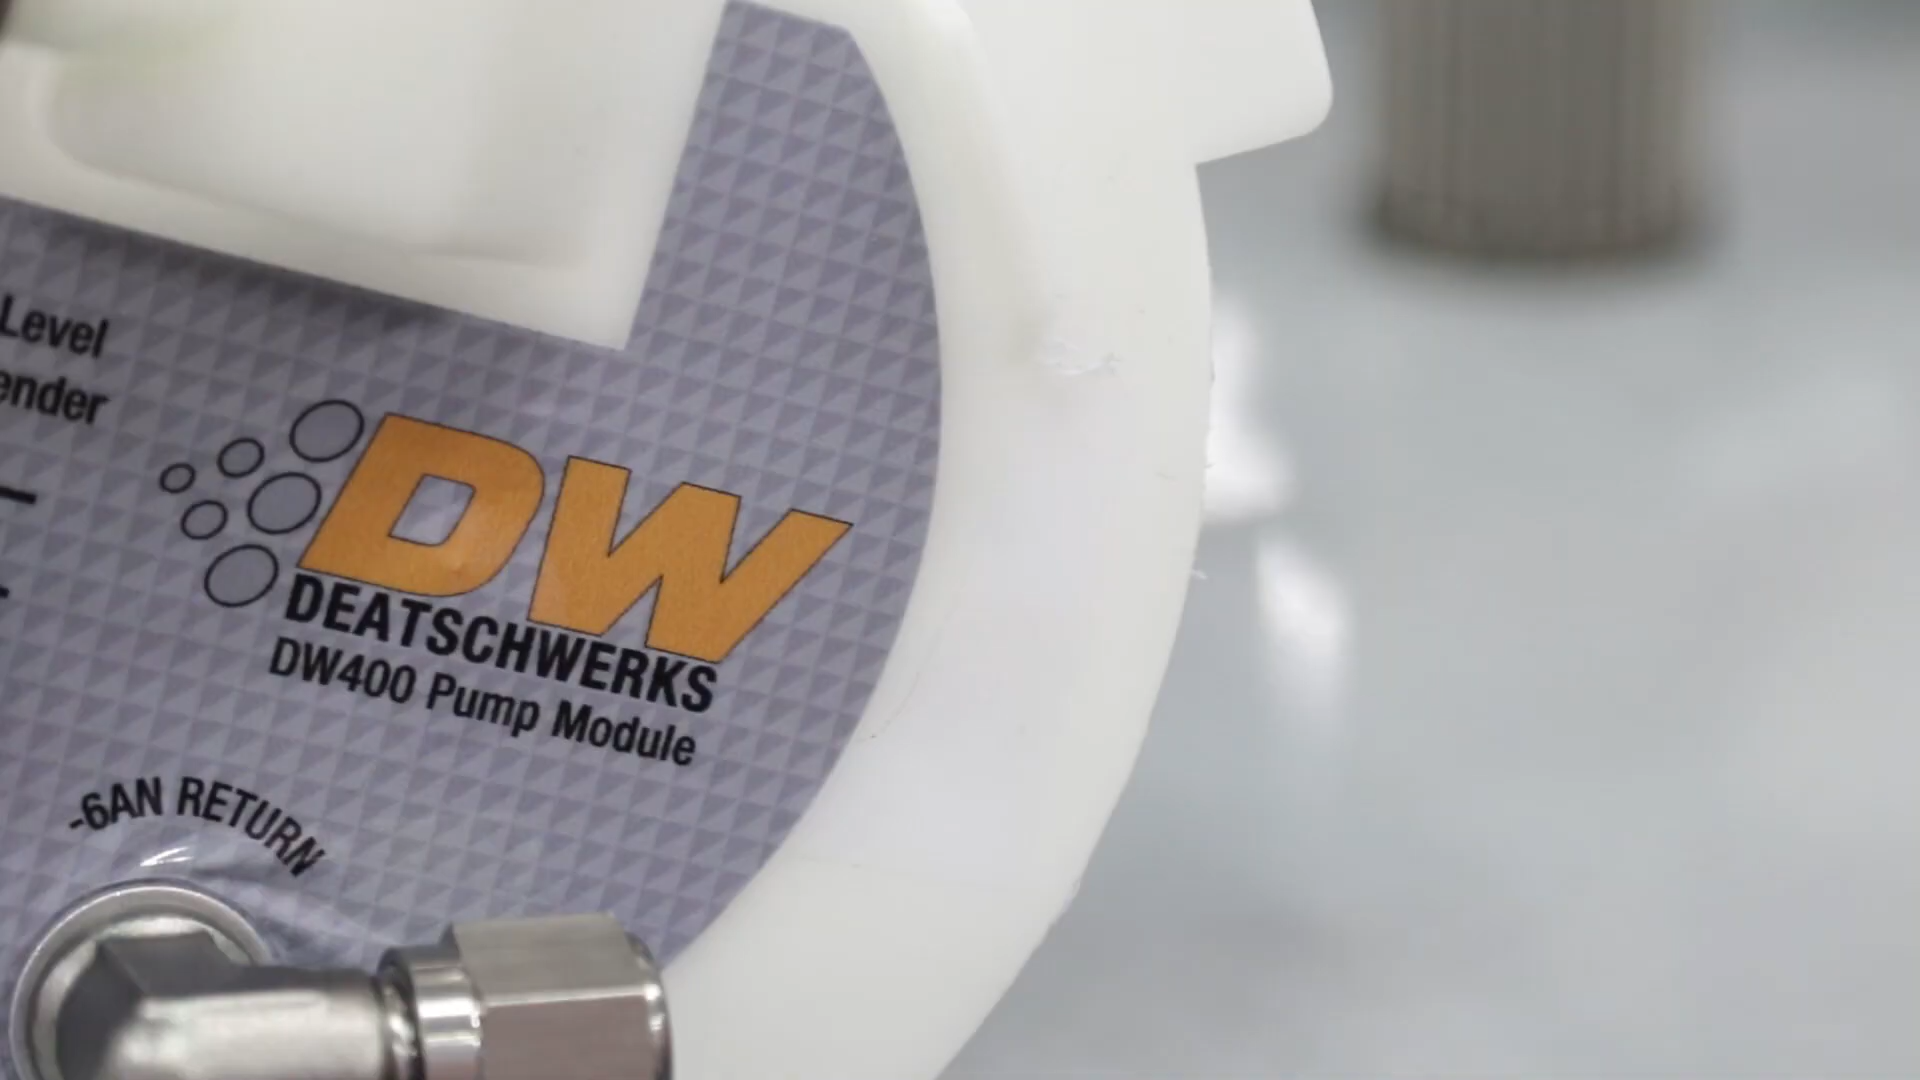 Level
ender
DW
DEATSCHWERKS
DW400 Pump Module
-6AN RETURN